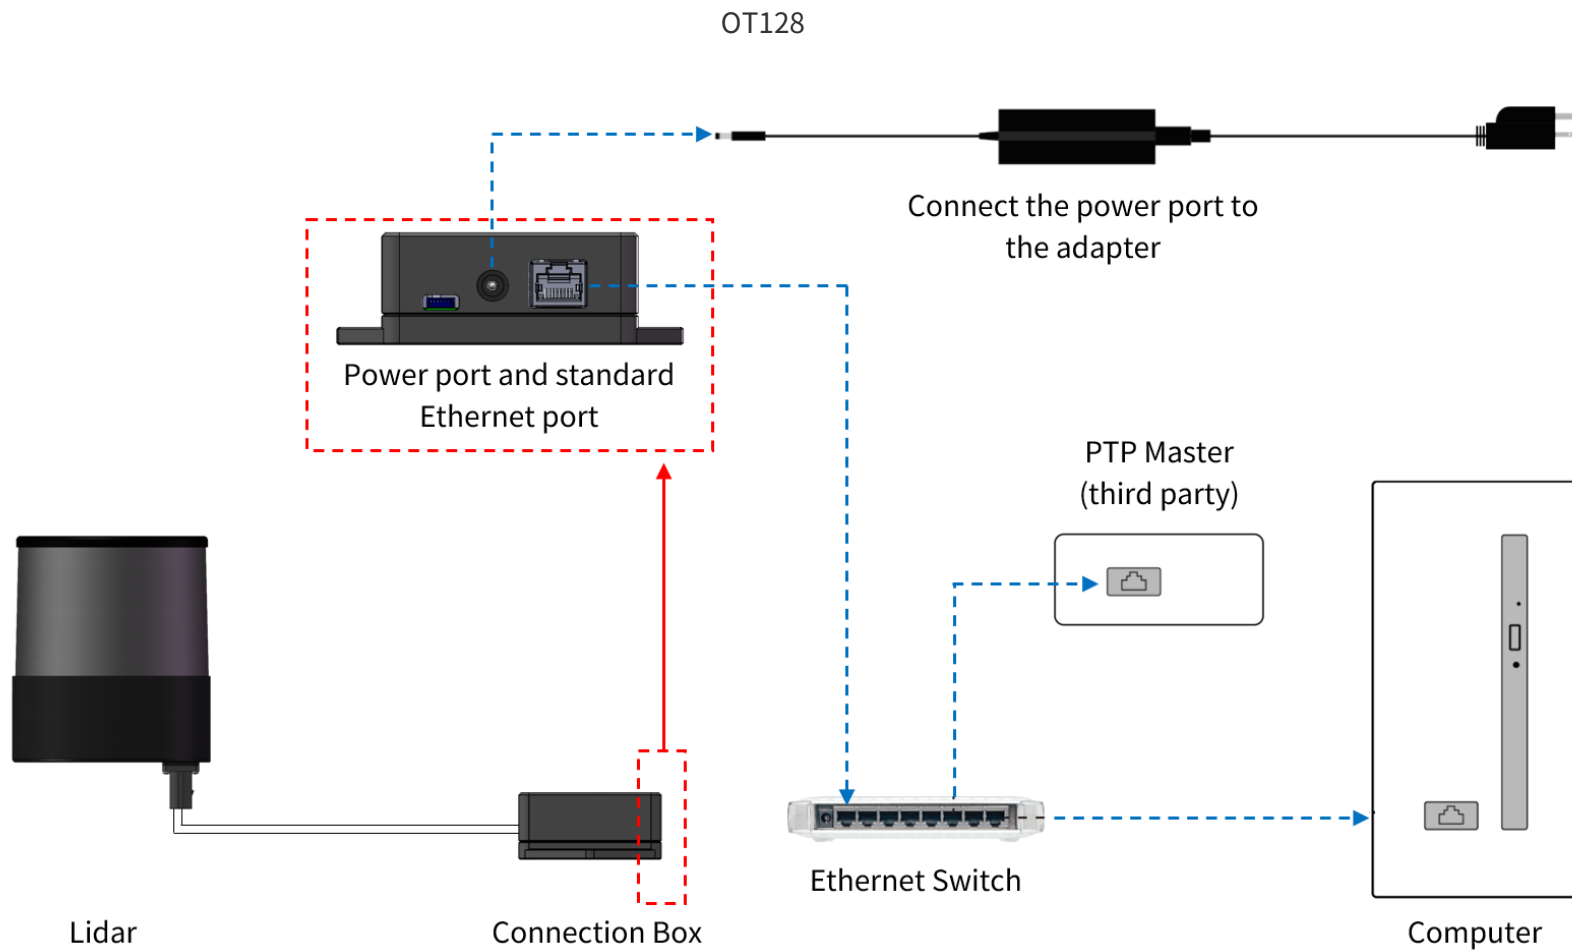 OT128
Connect the power port to
the adapter
Power port and standard
Ethernet port
PTP Master
(third party)
Ethernet Switch
Lidar
Connection Box
Computer